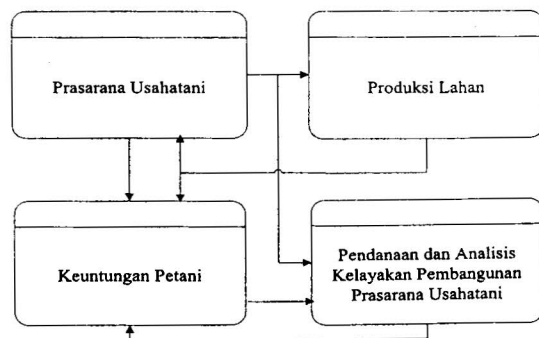 Prasarana Usahatani
Produksi Lahan
Keuntungan Petani
Pendanaan dan Analisis
Kelayakan Pembangunan
Prasarana Usahatani